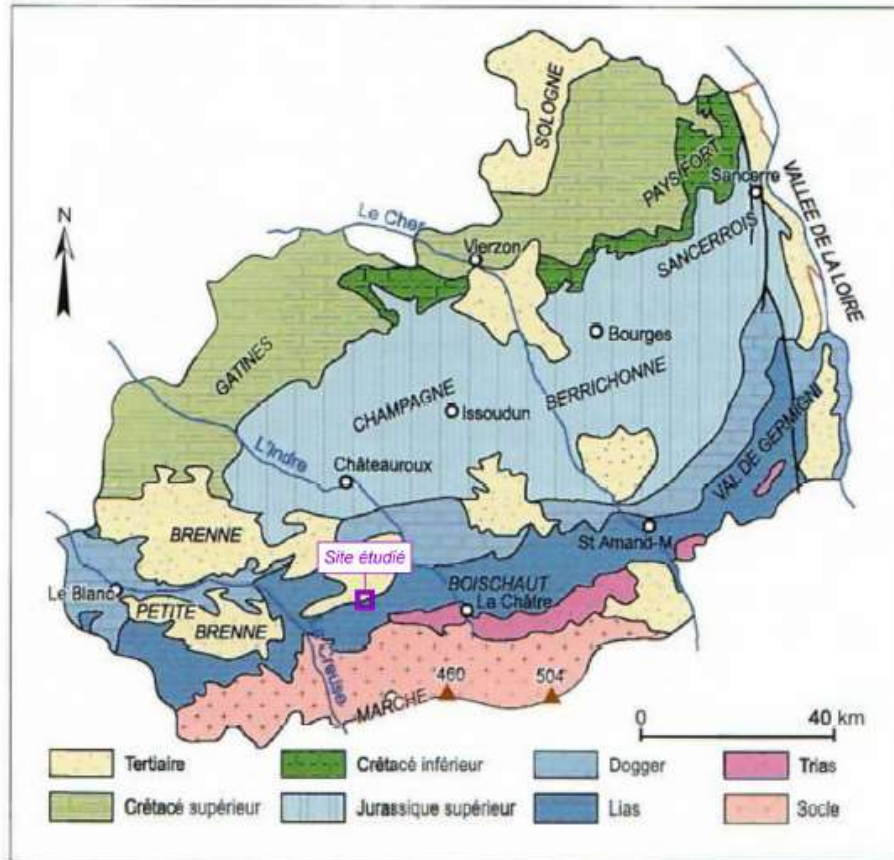 SOLOGNE
PAYS FORT
Sancerre
VALLEE DE LA LOIRE
N
Le Cher
Vierzon
SANCERROIS
GATINES
Bourges
CHAMPAGNE
BERRICHONNE
Issoudun
L'Indre
Châteauroux
VAL DE GERMIGNI
BRENNE
St Amand-M.
Site étudié
Le Blanc
BOISCHAUT
La Châtre
PETITE
BRENNE
Creuse
460
504
MARCHE
0 40 km
Tertiaire Crétacé inférieur Dogger Trias
Crétacé supérieur Jurassique supérieur Lias Socle